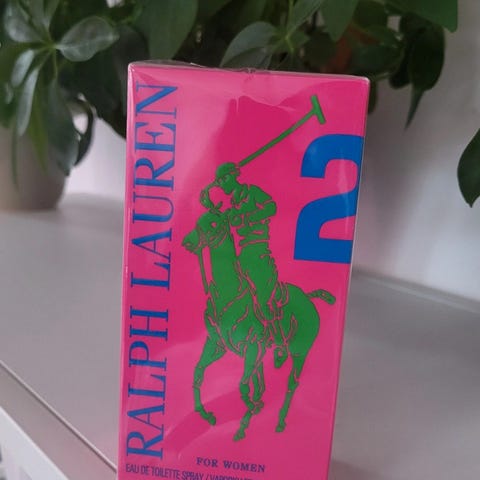 RALPH LAUREN
2
FOR WOMEN
EAU DE TOILETTE SPRAY /